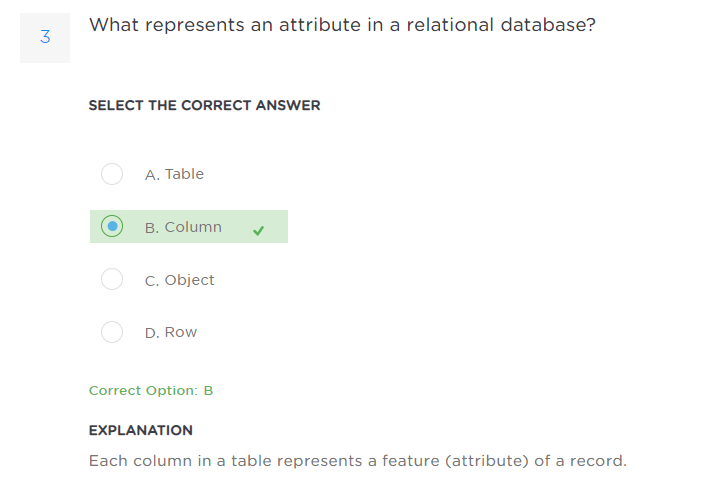 3
What represents an attribute in a relational database?
SELECT THE CORRECT ANSWER
A. Table
B. Column
C. Object
D. Row
Correct Option: B
EXPLANATION
Each column in a table represents a feature (attribute) of a record.